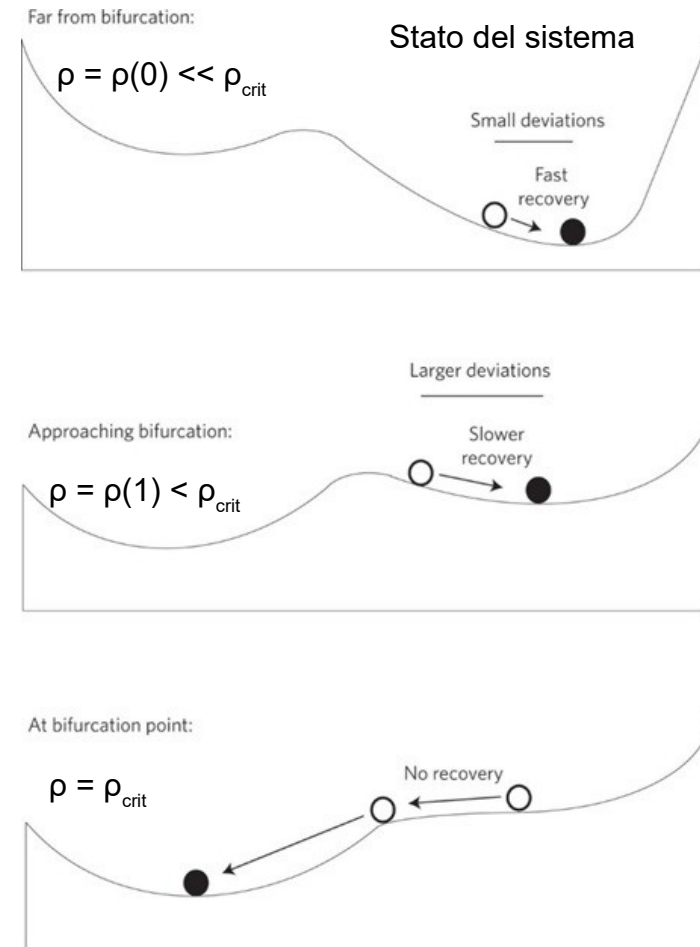 Far from bifurcation:
Stato del sistema
ρ = ρ(0) << ρcrit
Small deviations
Fast
recovery
Larger deviations
Approaching bifurcation:
Slower
recovery
ρ = ρ(1) < ρcrit
At bifurcation point:
No recovery
ρ = ρcrit